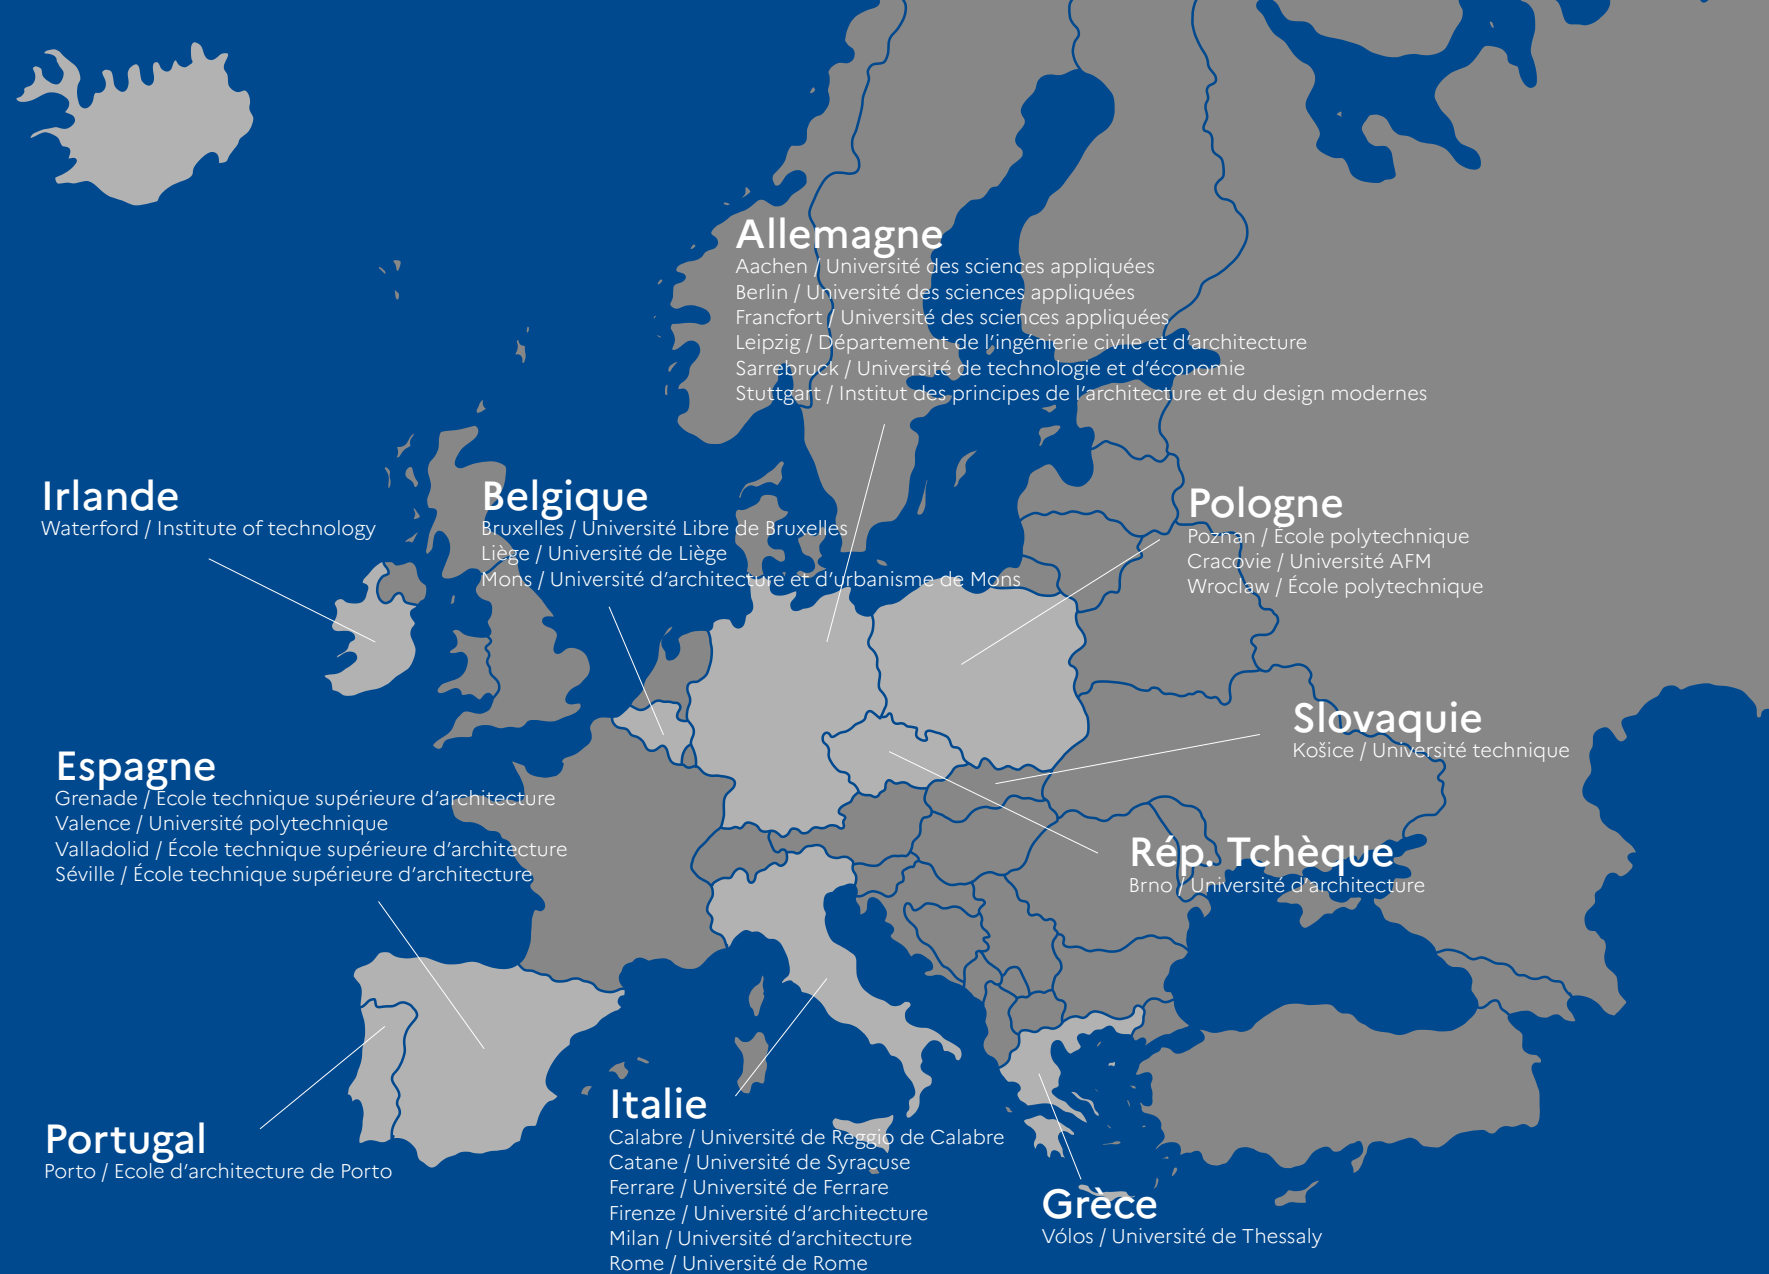 Allemagne
Aachen / Université des sciences appliquées
Berlin / Université des sciences appliquées
Francfort / Université des sciences appliquées
Leipzig / Département de l'ingénierie civile et d'architecture
Sarrebruck / Université de technologie et d'économie
Stuttgart / Institut des principes de l'architecture et du design modernes
Irlande
Waterford / Institute of technology
Belgique
Bruxelles / Université Libre de Bruxelles
Liège / Université de Liège
Mons / Université d'architecture et d'urbanisme de Mons
Pologne
Poznan / École polytechnique
Cracovie / Université AFM
Wroclaw / École polytechnique
Slovaquie
Košice / Université technique
Espagne
Grenade / École technique supérieure d'architecture
Valence / Université polytechnique
Valladolid / École technique supérieure d'architecture
Séville / École technique supérieure d'architecture
Rép. Tchèque
Brno / Université d'architecture
Portugal
Porto / Ecole d'architecture de Porto
Italie
Calabre / Université de Reggio de Calabre
Catane / Université de Syracuse
Ferrare / Université de Ferrare
Firenze / Université d'architecture
Milan / Université d'architecture
Rome / Université de Rome
Grèce
Vólos / Université de Thessaly